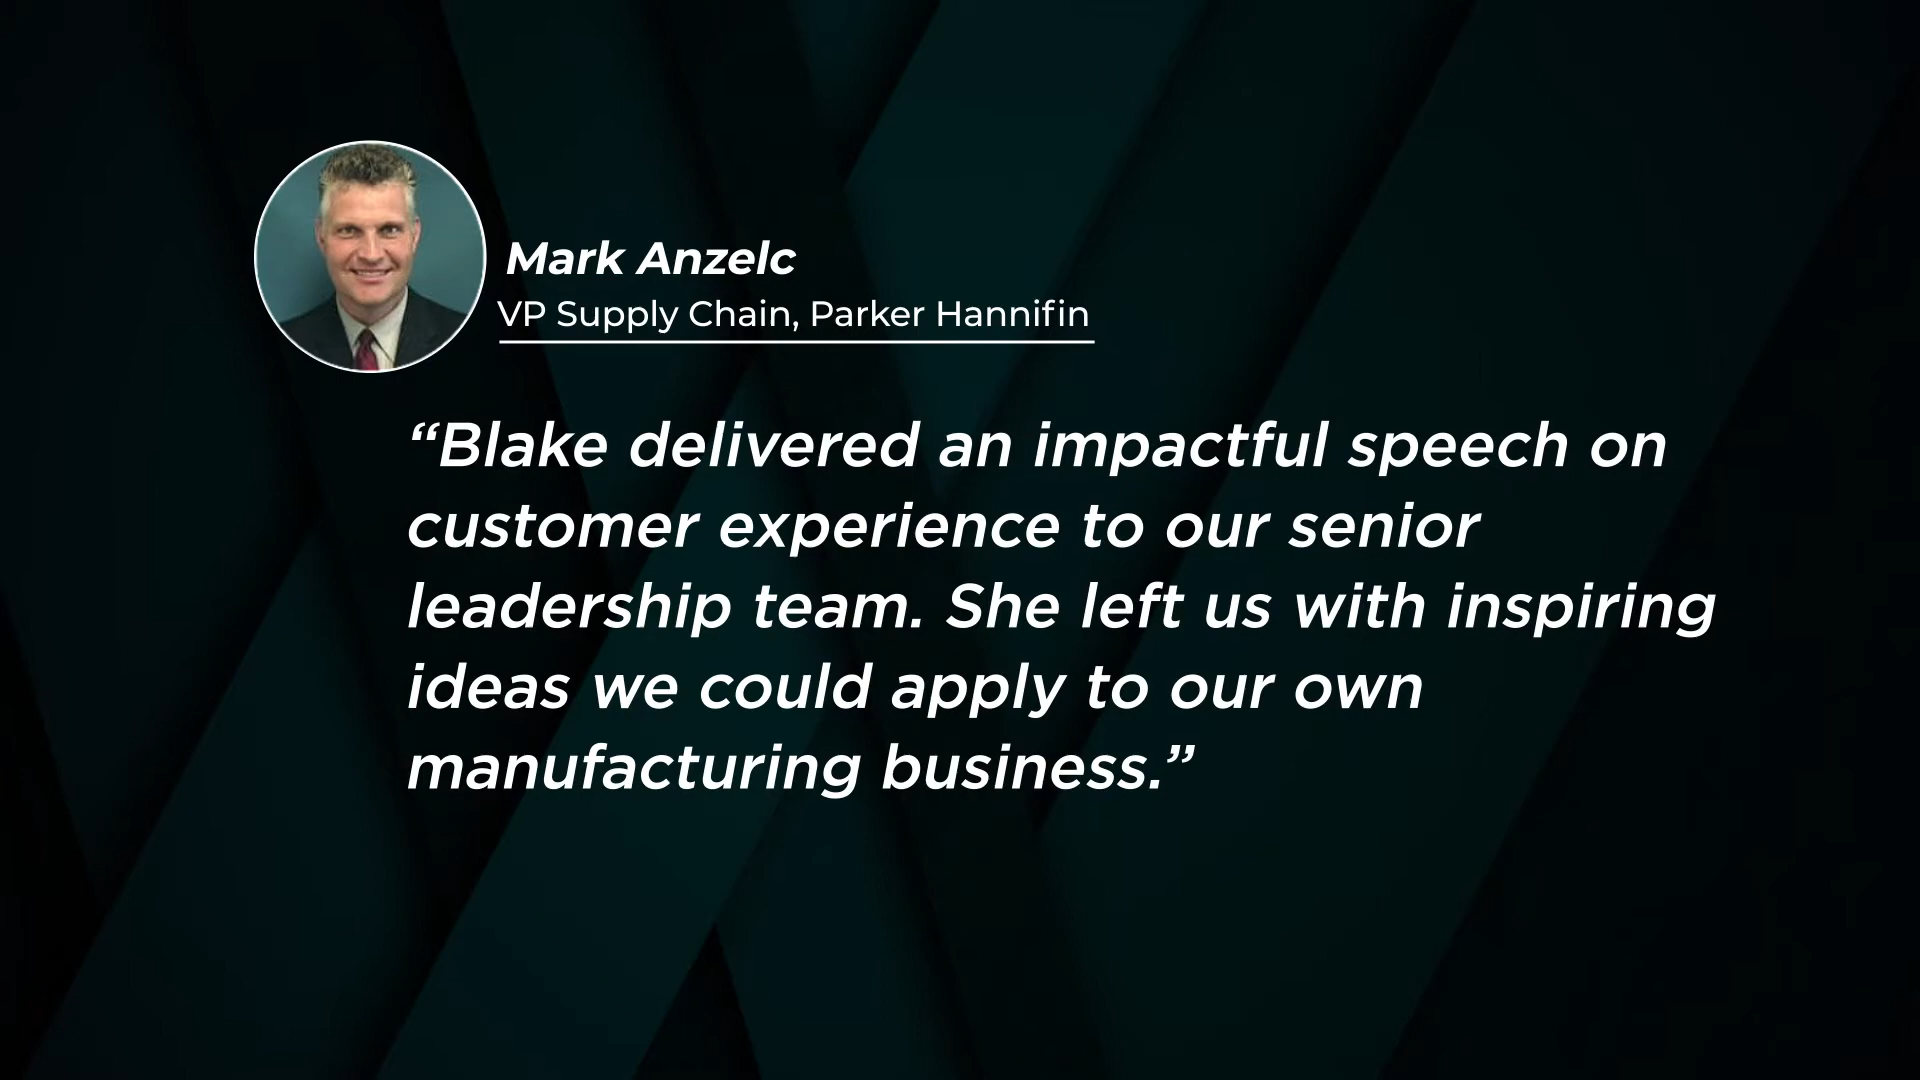 Mark Anzelc
VP Supply Chain, Parker Hannifin
“Blake delivered an impactful speech on
customer experience to our senior
leadership team. She left us with inspiring
ideas we could apply to our own
manufacturing business.”